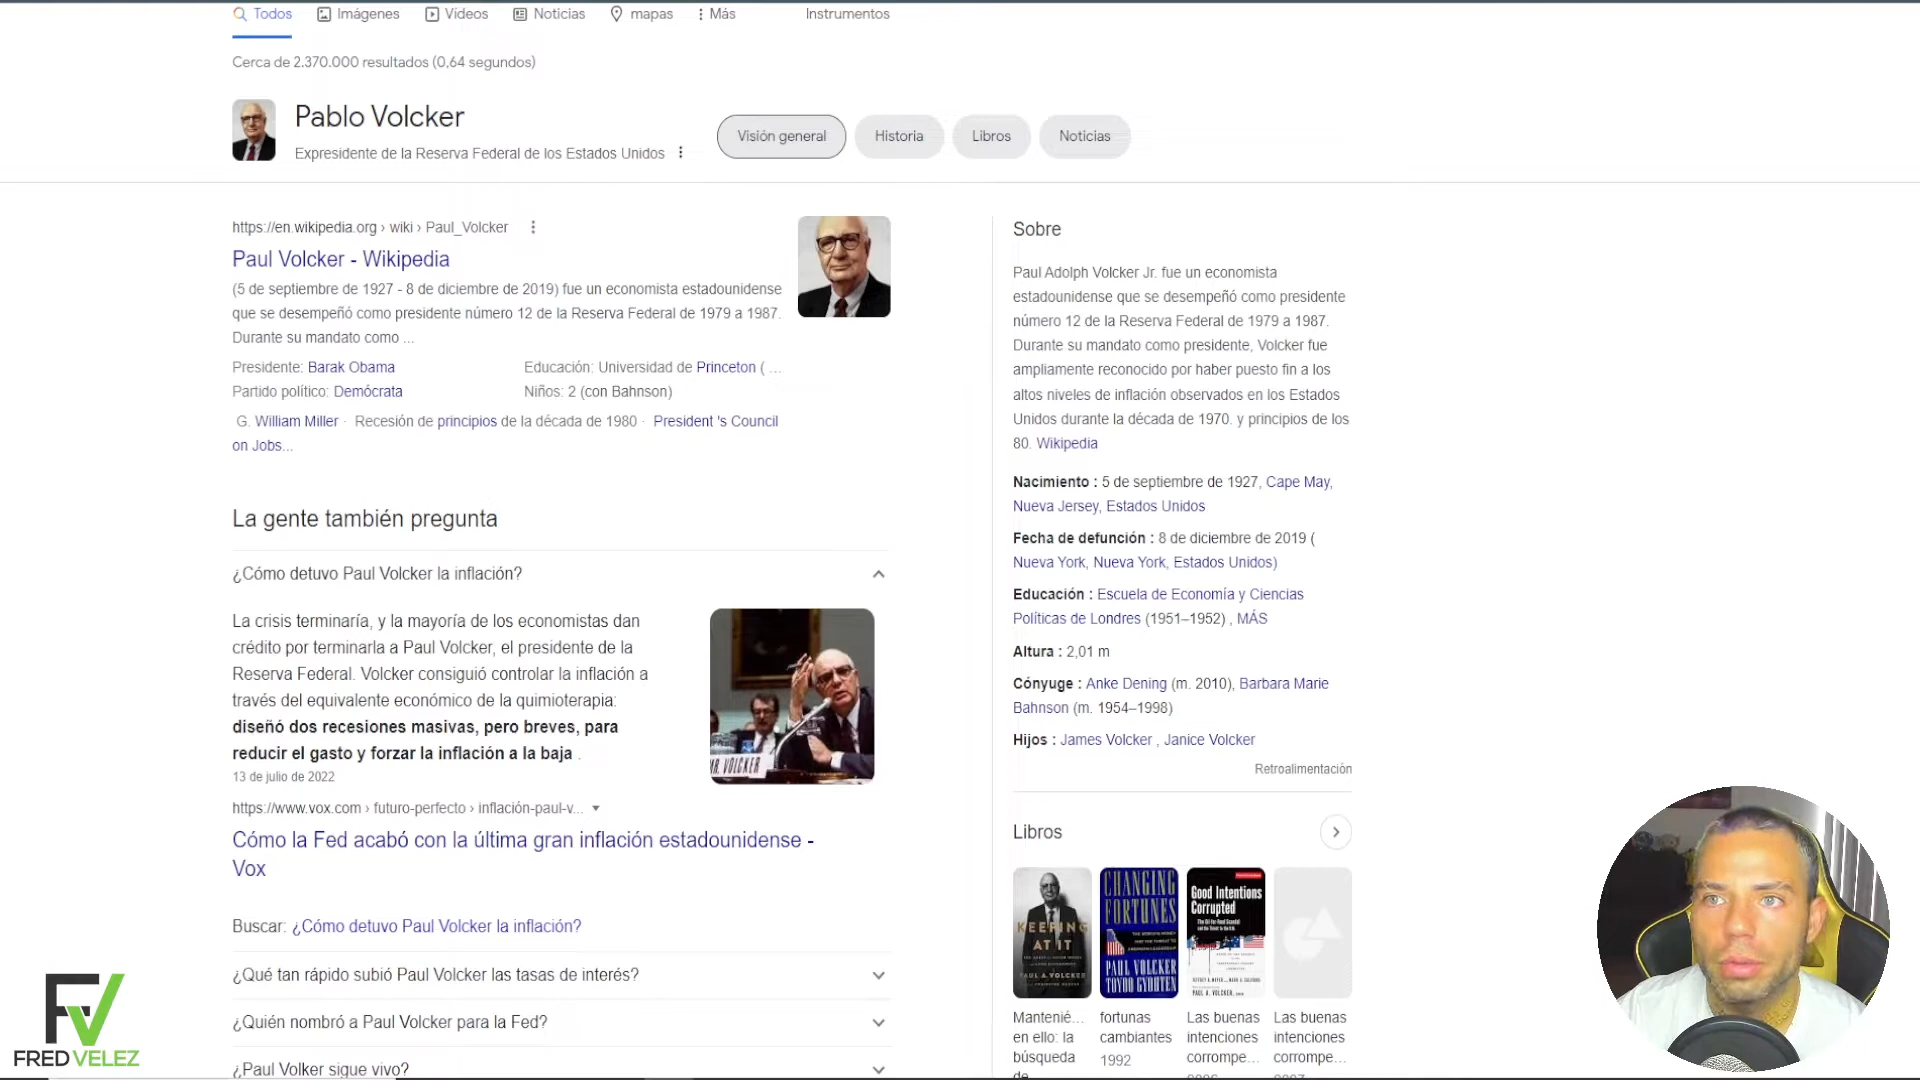 Todos
Imágenes
Vídeos
Noticias
mapas
Más
Instrumentos
Cerca de 2.370.000 resultados (0,64 segundos)
Pablo Volcker
Expresidente de la Reserva Federal de los Estados Unidos
Visión general
Historia
Libros
Noticias
https://en.wikipedia.org › wiki › Paul_Volcker
Paul Volcker - Wikipedia
(5 de septiembre de 1927 - 8 de diciembre de 2019) fue un economista estadounidense
que se desempeñó como presidente número 12 de la Reserva Federal de 1979 a 1987.
Durante su mandato como ...
Presidente: Barak Obama
Educación: Universidad de Princeton ( ...
Partido político: Demócrata
Niños: 2 (con Bahnson)
G. William Miller · Recesión de principios de la década de 1980 · President 's Council
on Jobs...
La gente también pregunta
¿Cómo detuvo Paul Volcker la inflación?
La crisis terminaría, y la mayoría de los economistas dan
crédito por terminarla a Paul Volcker, el presidente de la
Reserva Federal. Volcker consiguió controlar la inflación a
través del equivalente económico de la quimioterapia:
diseñó dos recesiones masivas, pero breves, para
reducir el gasto y forzar la inflación a la baja .
13 de julio de 2022
MR. VOLCKER
https://www.vox.com › futuro-perfecto › inflación-paul-v...
Cómo la Fed acabó con la última gran inflación estadounidense -
Vox
Buscar: ¿Cómo detuvo Paul Volcker la inflación?
¿Qué tan rápido subió Paul Volcker las tasas de interés?
¿Quién nombró a Paul Volcker para la Fed?
¿Paul Volker sigue vivo?
Sobre
Paul Adolph Volcker Jr. fue un economista
estadounidense que se desempeñó como presidente
número 12 de la Reserva Federal de 1979 a 1987.
Durante su mandato como presidente, Volcker fue
ampliamente reconocido por haber puesto fin a los
altos niveles de inflación observados en los Estados
Unidos durante la década de 1970. y principios de los
80. Wikipedia
Nacimiento : 5 de septiembre de 1927, Cape May,
Nueva Jersey, Estados Unidos
Fecha de defunción : 8 de diciembre de 2019 (
Nueva York, Nueva York, Estados Unidos)
Educación : Escuela de Economía y Ciencias
Políticas de Londres (1951–1952) , MÁS
Altura : 2,01 m
Cónyuge : Anke Dening (m. 2010), Barbara Marie
Bahnson (m. 1954–1998)
Hijos : James Volcker , Janice Volcker
Retroalimentación
Libros
KEEPING
AT IT
PAUL A.VOLCKER
CHANGING
FORTUNES
PAUL VOLCKER
TOYOO GYOHTEN
Good Intentions
Corrupted
PAUL A. VOLCKER
Mantenié...
en ello: la
búsqueda
de
fortunas
cambiantes
1992
Las buenas
intenciones
corrompe...
Las buenas
intenciones
corrompe...
FRED VELEZ